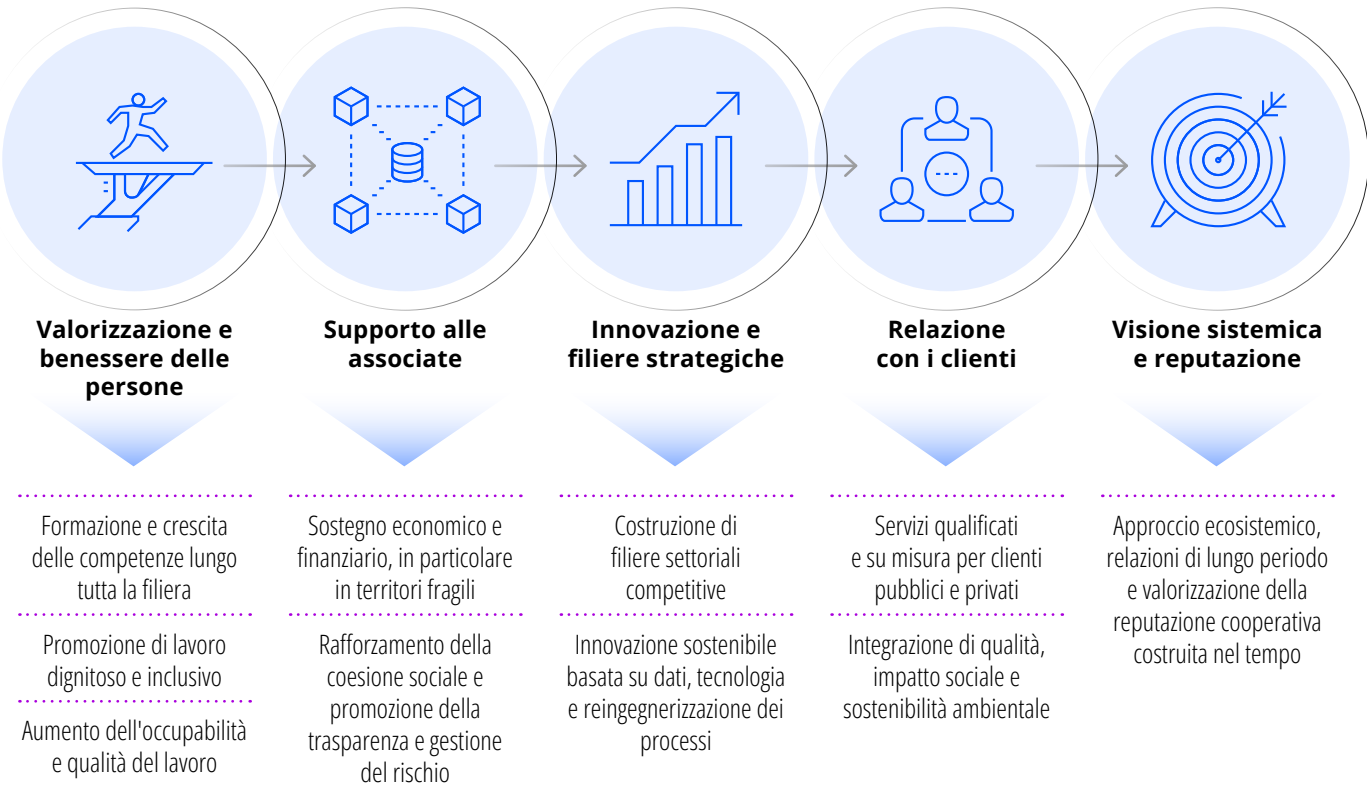 Valorizzazione e
benessere delle
persone
Formazione e crescita
delle competenze lungo
tutta la filiera
Promozione di lavoro
dignitoso e inclusivo
Aumento dell'occupabilità
e qualità del lavoro
Supporto alle
associate
Sostegno economico e
finanziario, in particolare
in territori fragili
Rafforzamento della
coesione sociale e
promozione della
trasparenza e gestione
del rischio
Innovazione e
filiere strategiche
Costruzione di
filiere settoriali
competitive
Innovazione sostenibile
basata su dati, tecnologia
e reingegnerizzazione dei
processi
Relazione
con i clienti
Servizi qualificati
e su misura per clienti
pubblici e privati
Integrazione di qualità,
impatto sociale e
sostenibilità ambientale
Visione sistemica
e reputazione
Approccio ecosistemico,
relazioni di lungo periodo
e valorizzazione della
reputazione cooperativa
costruita nel tempo